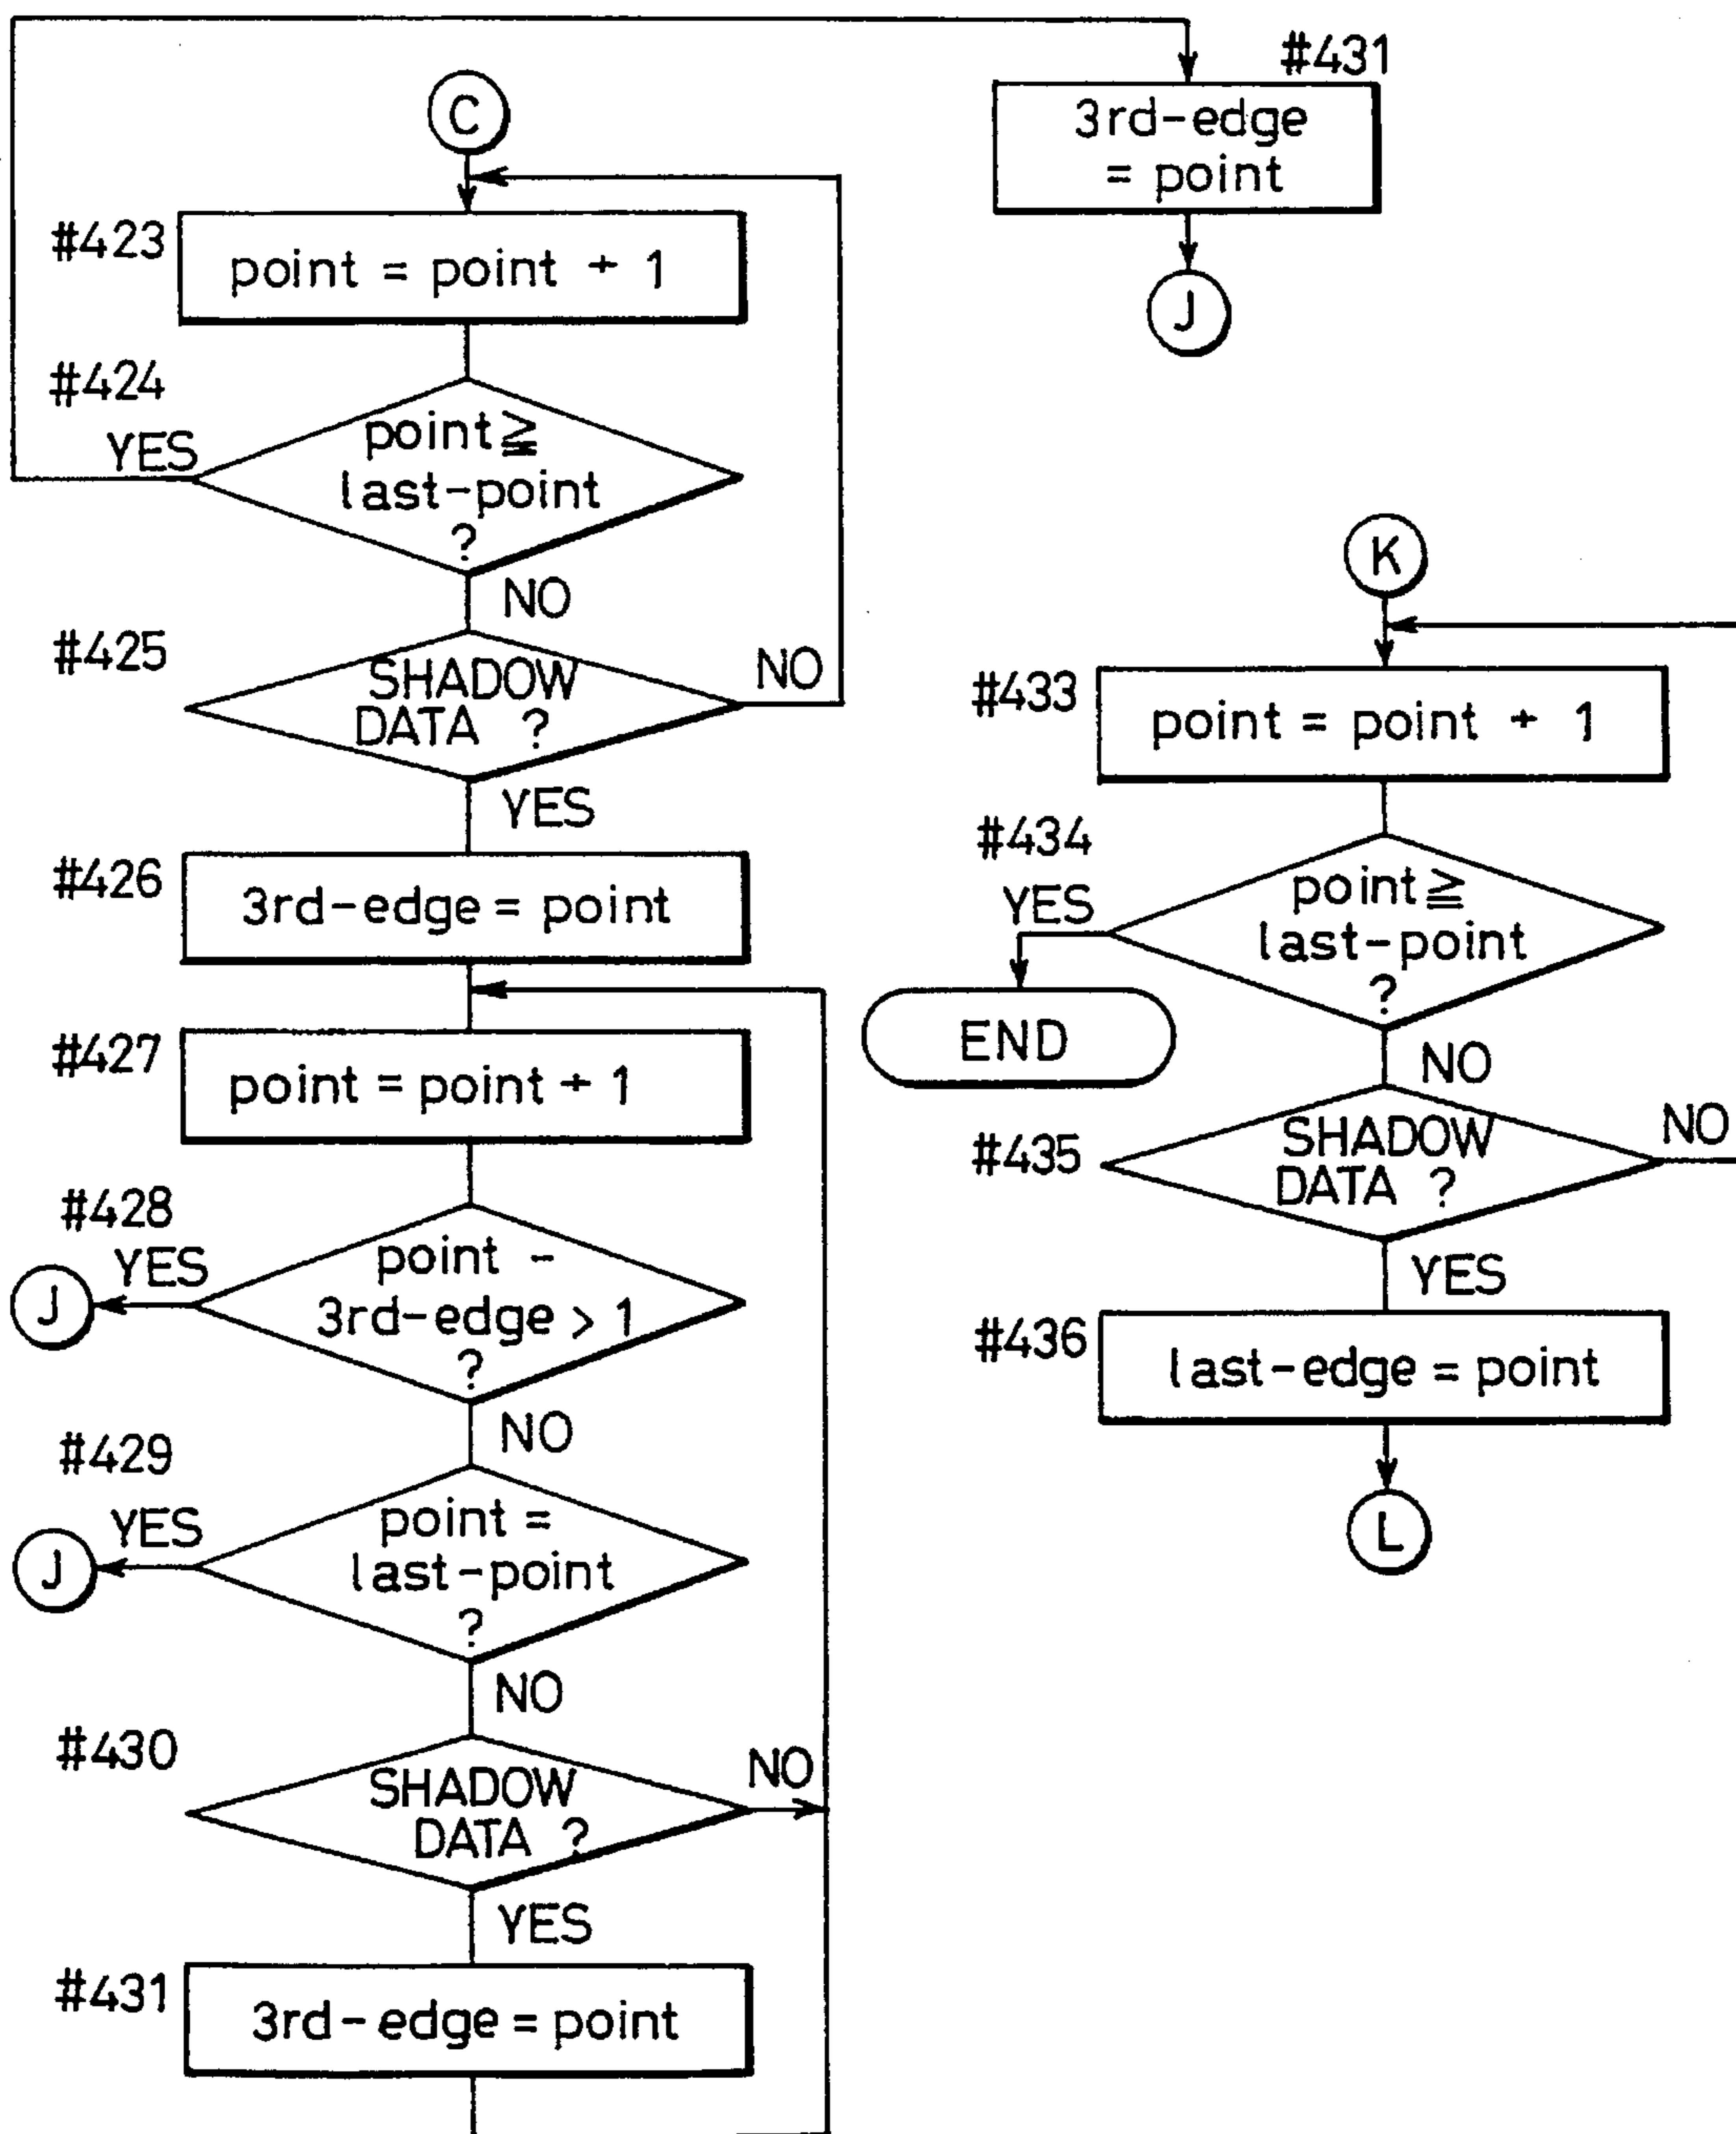 C
#423
point = point + 1
#424
YES
point ≧
last-point
?
NO
#425
SHADOW
DATA ?
NO
YES
#426
3rd-edge = point
#427
point = point + 1
#428
YES
J
point -
3rd-edge > 1
?
NO
#429
YES
J
point =
last-point
?
NO
#430
SHADOW
DATA ?
NO
YES
#431
3rd-edge = point
#431
3rd-edge
= point
J
K
#433
point = point + 1
#434
YES
point ≧
last-point
?
END
NO
#435
SHADOW
DATA ?
NO
YES
#436
last-edge = point
L